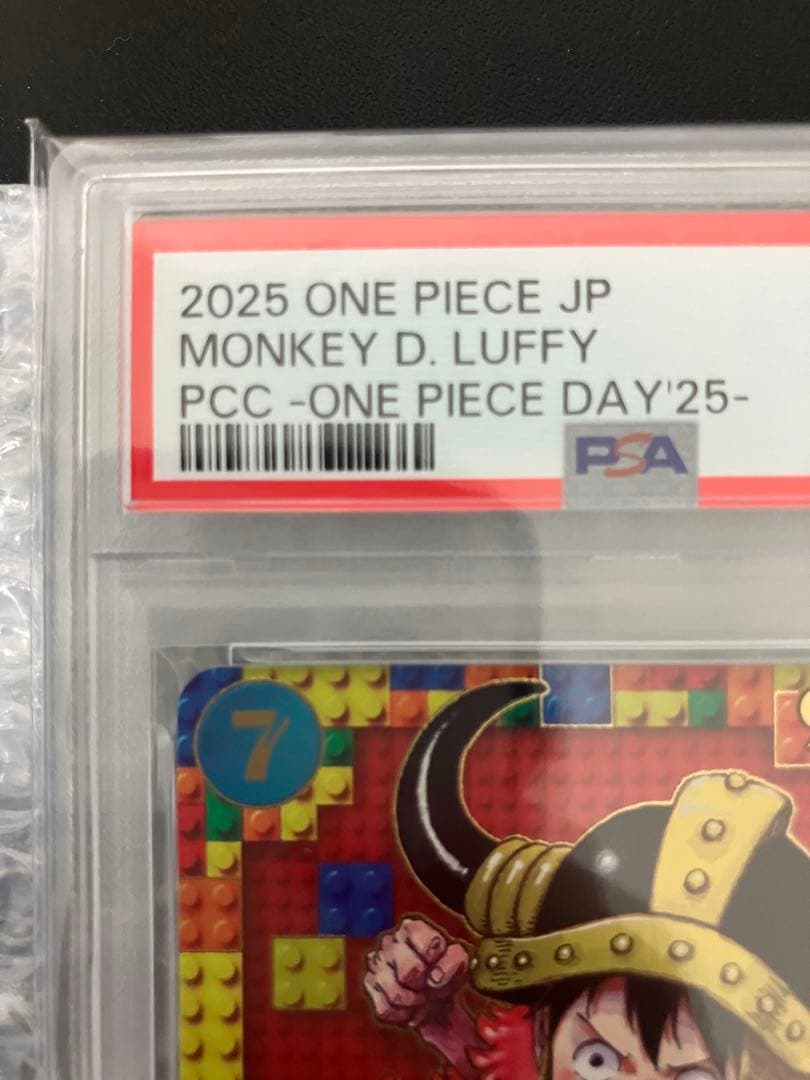 2025 ONE PIECE JP
MONKEY D. LUFFY
PCC -ONE PIECE DAY'25-
PSA
7